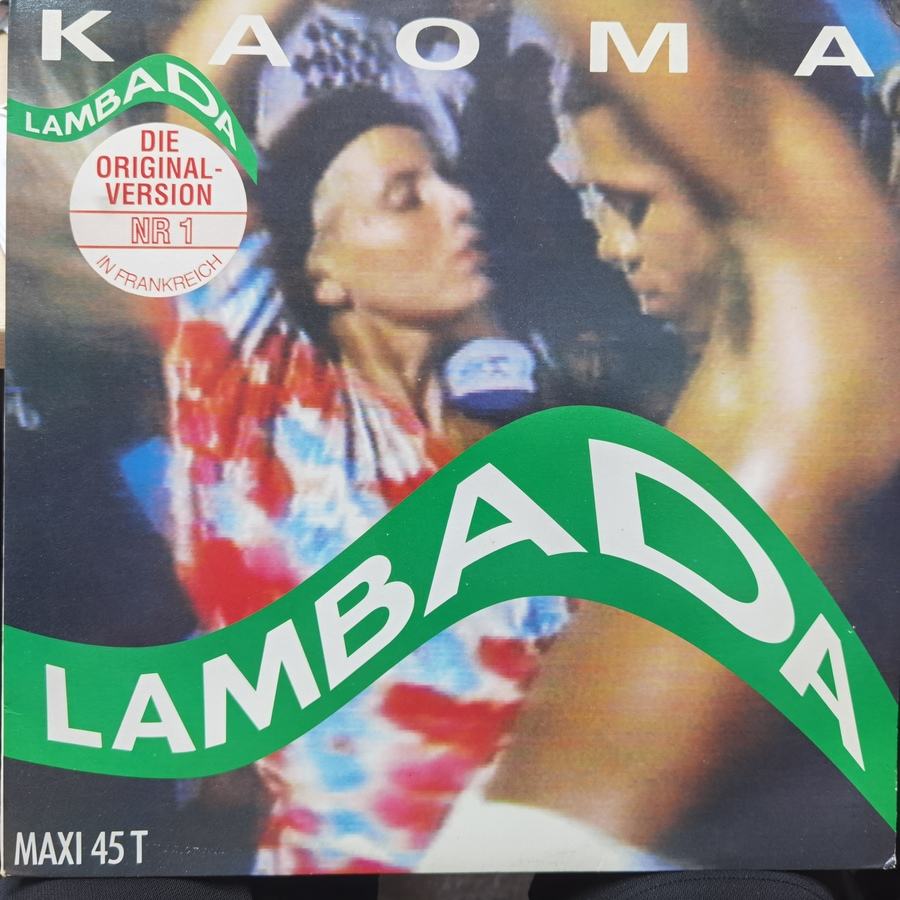 KAOMA
LAMBADA
DIE
ORIGINAL-
VERSION
NR 1
IN FRANKREICH
LAMBADA
MAXI 45 T